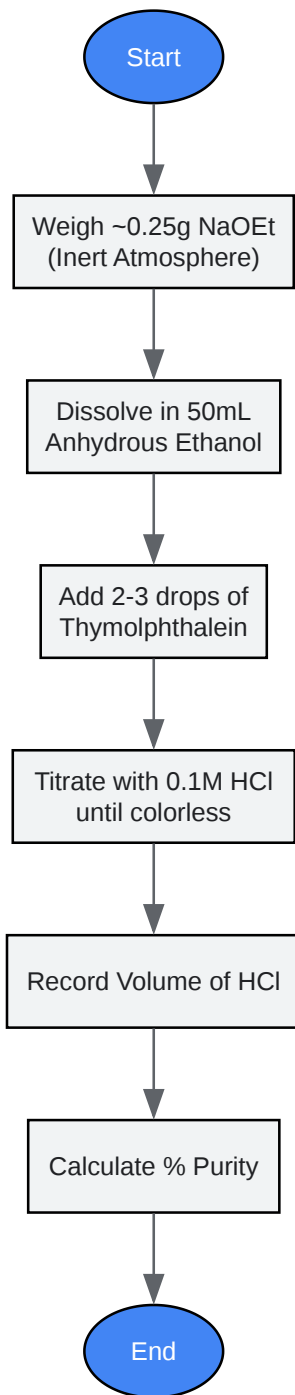 Start
Weigh ~0.25g NaOEt
(Inert Atmosphere)
Dissolve in 50mL
Anhydrous Ethanol
Add 2-3 drops of
Thymolphthalein
Titrate with 0.1M HCl
until colorless
Record Volume of HCl
Calculate % Purity
End